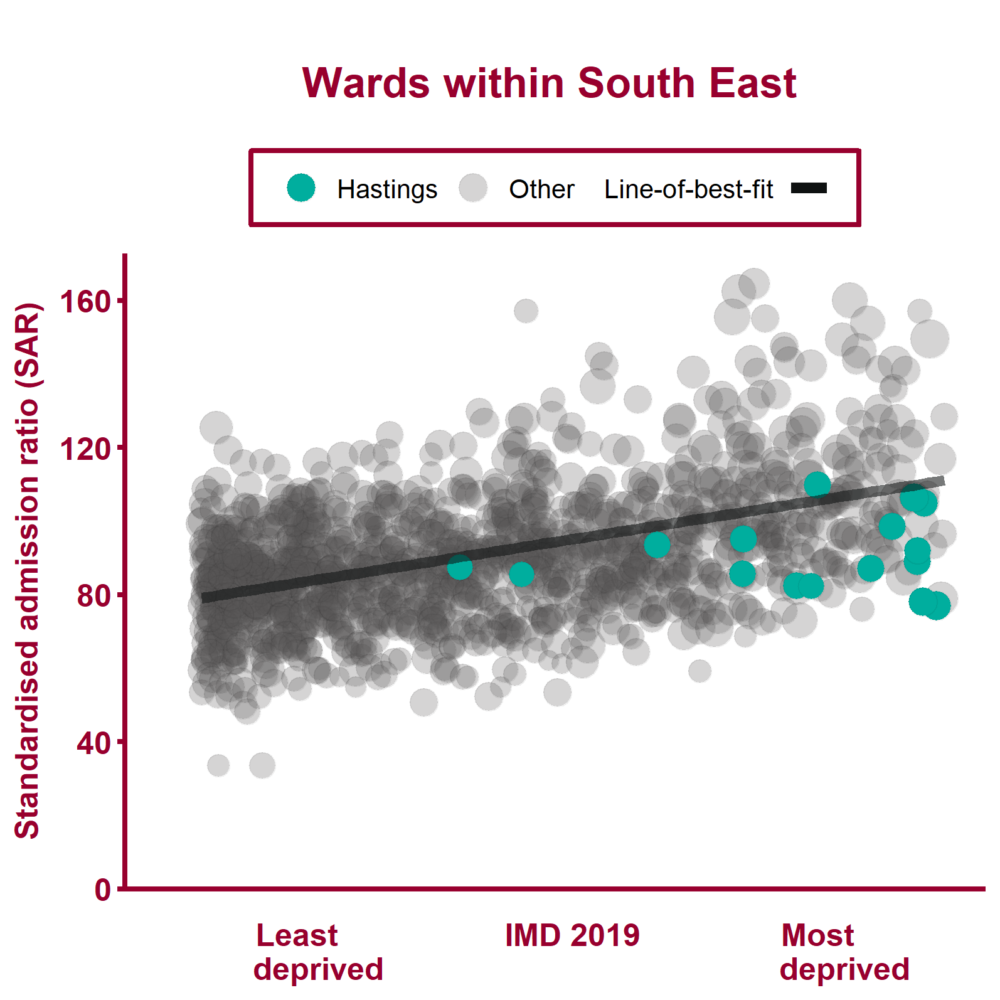 Wards within South East
Hastings Other Line-of-best-fit
Standardised admission ratio (SAR)
160
120
80
40
0
Least deprived
IMD 2019
Most deprived